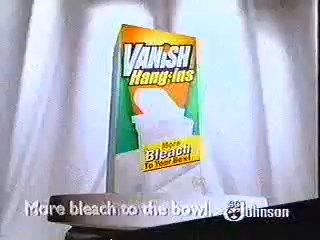 VANISH
Hang-Ins
More
Bleach
To Your Bowl
More bleach to the bowl
Johnson